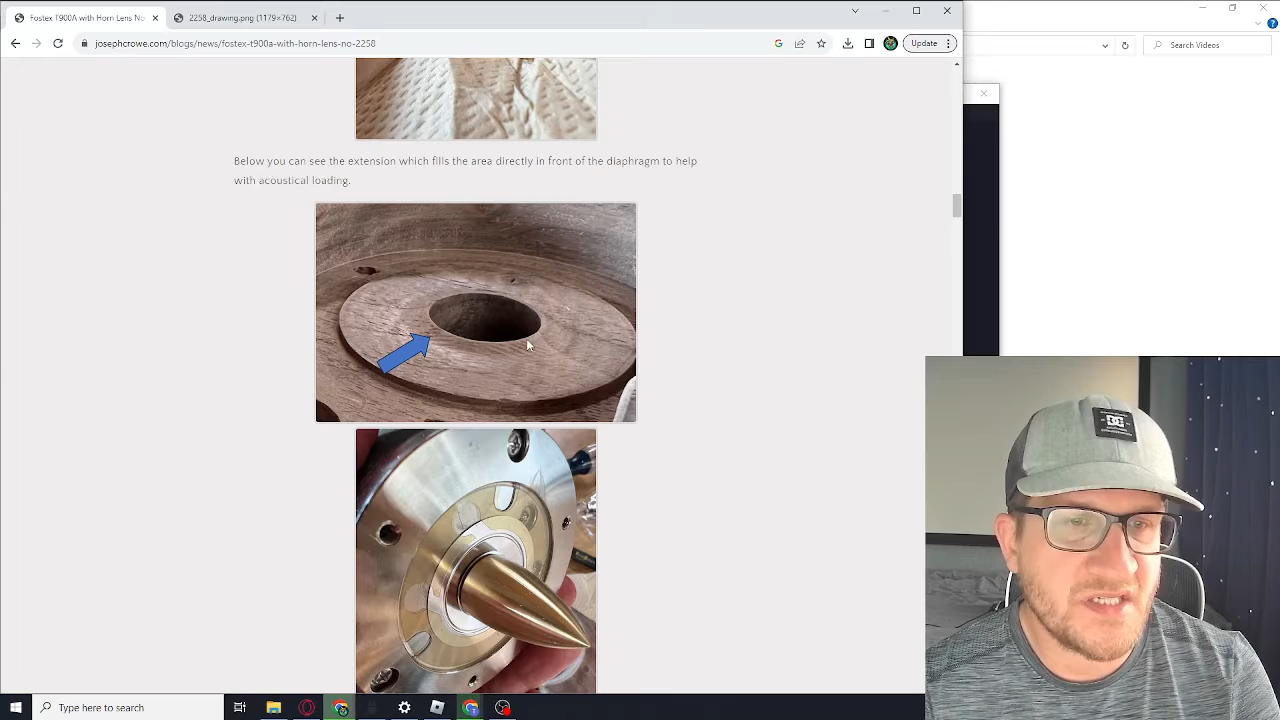 Fostex T900A with Horn Lens No
2258_drawing.png (1179×762)
josephcrowe.com/blogs/news/fostex-t900a-with-horn-lens-no-2258
Update
Search Videos
Below you can see the extension which fills the area directly in front of the diaphragm to help
with acoustical loading.
DC
Type here to search